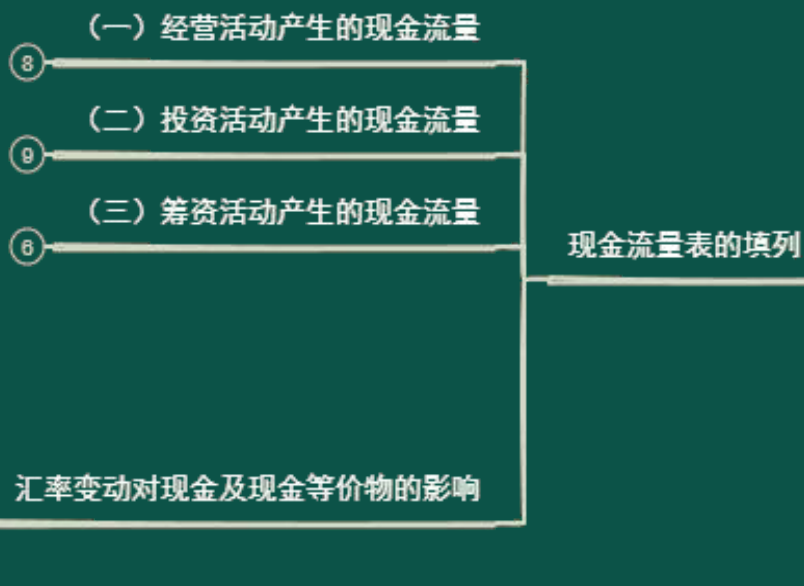 （一）经营活动产生的现金流量
8
（二）投资活动产生的现金流量
9
（三）筹资活动产生的现金流量
6
现金流量表的填列
汇率变动对现金及现金等价物的影响